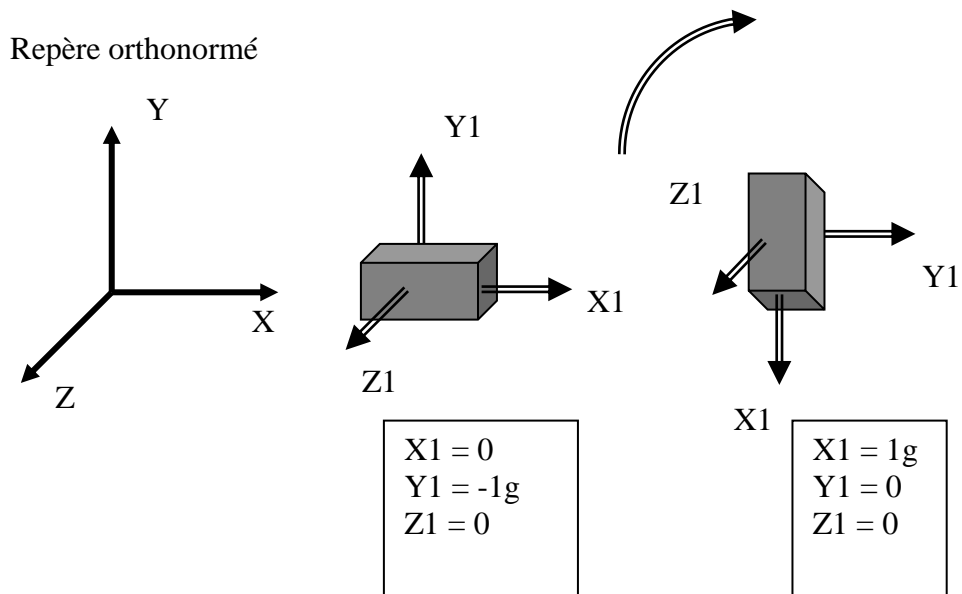 Repère orthonormé
Y
X
Z
Y1
X1
Z1
X1 = 0
Y1 = -1g
Z1 = 0
Z1
Y1
X1
X1 = 1g
Y1 = 0
Z1 = 0